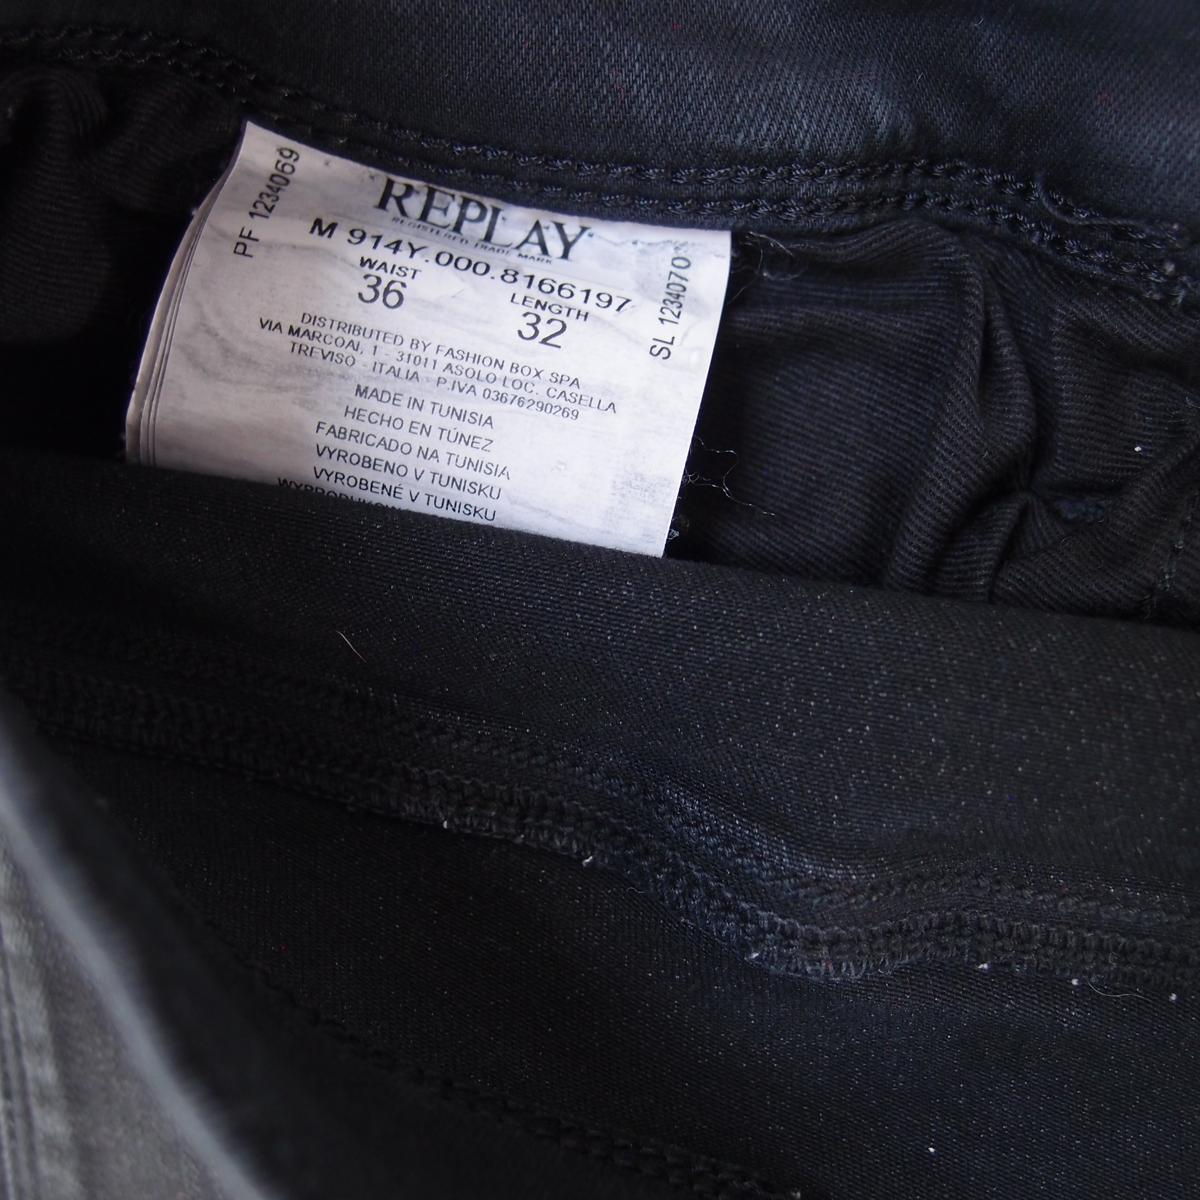 PF 1234069
REPLAY
REGISTERED TRADE MARK
M 914Y.000.8166197
WAIST
36
LENGTH
32
SL 1234070
DISTRIBUTED BY FASHION BOX SPA
VIA MARCOAI, 1 - 31011 ASOLO LOC. CASELLA
TREVISO - ITALIA P.IVA 03676290269
MADE IN TUNISIA
HECHO EN TÚNEZ
FABRICADO NA TUNISIA
VYROBENO V TUNISKU
VYROBENÉ V TUNISKU